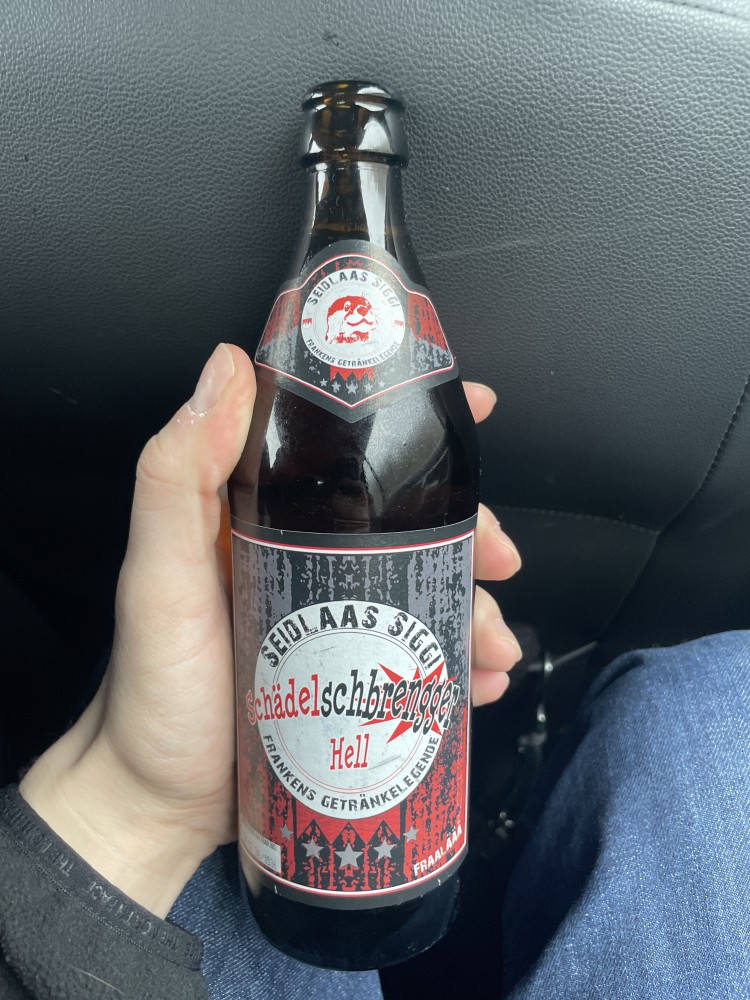 SEIDLAAS SIGGI
FRANKENS GETRÄNKELEGENDE
SEIDLAAS SIGGI
Schädelschbrengger
Hell
FRANKENS GETRÄNKELEGENDE
FRAALAAA